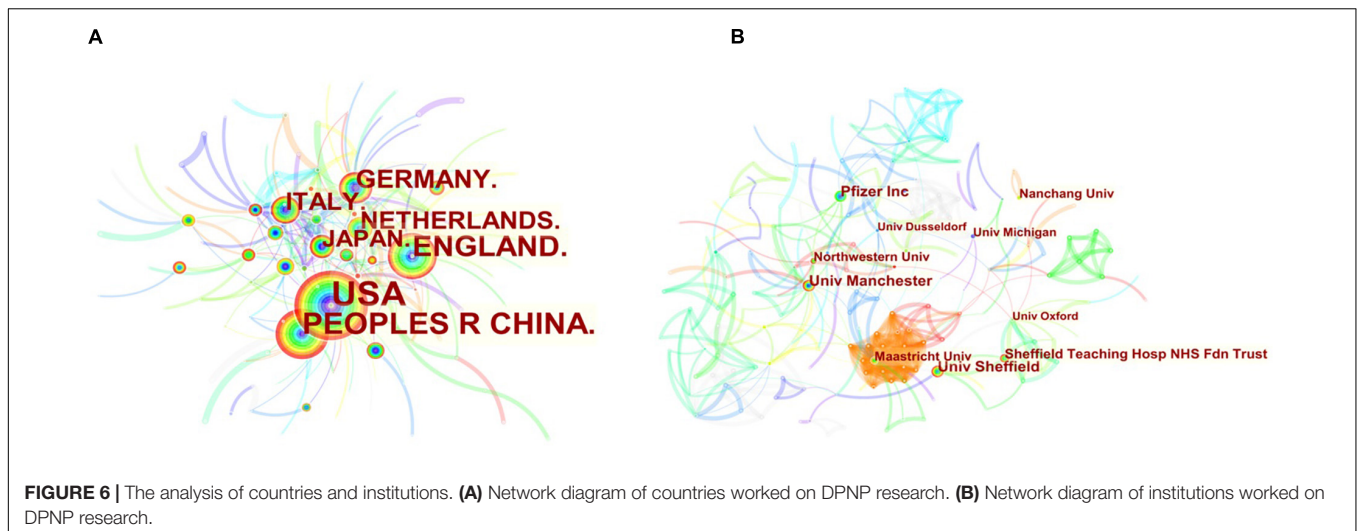 A
B
GERMANY.
ITALY.
NETHERLANDS.
JAPAN.
ENGLAND.
USA
PEOPLES R CHINA.
Pfizer Inc
Nanchang Univ
Univ Dusseldorf
Univ Michigan
Northwestern Univ
Univ Manchester
Univ Oxford
Maastricht Univ
Sheffield Teaching Hosp NHS Fdn Trust
Univ Sheffield
FIGURE 6 | The analysis of countries and institutions. (A) Network diagram of countries worked on DPNP research. (B) Network diagram of institutions worked on
DPNP research.